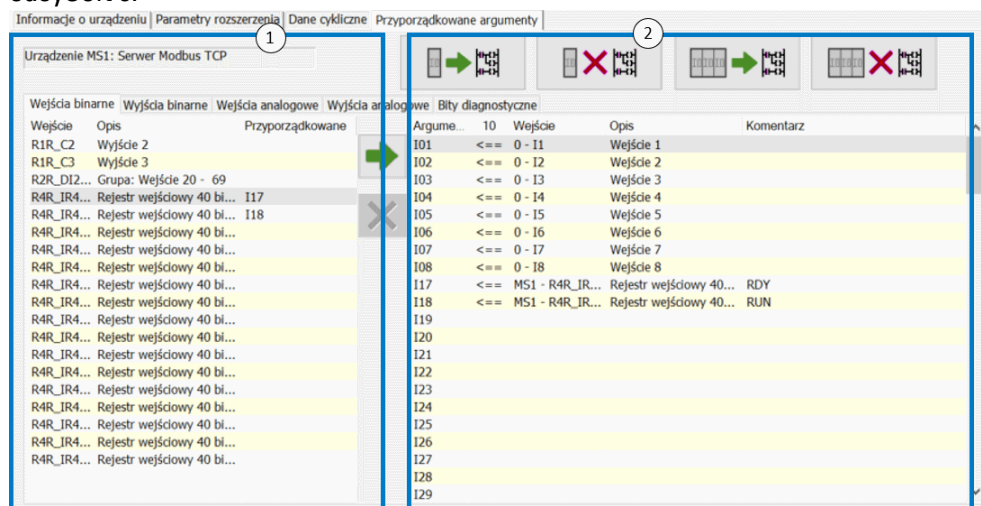 Informacje o urządzeniu Parametry rozszerzenia Dane cykliczne Przyporządkowane argumenty
1
2
Urządzenie MS1: Serwer Modbus TCP
Wejścia binarne Wyjścia binarne Wejścia analogowe Wyjścia analogowe Bity diagnostyczne
Wejście Opis Przyporządkowane
R1R_C2 Wyjście 2
R1R_C3 Wyjście 3
R2R_DI2... Grupa: Wejście 20 - 69
R4R_IR4... Rejestr wejściowy 40 bi... I17
R4R_IR4... Rejestr wejściowy 40 bi... I18
R4R_IR4... Rejestr wejściowy 40 bi...
R4R_IR4... Rejestr wejściowy 40 bi...
R4R_IR4... Rejestr wejściowy 40 bi...
R4R_IR4... Rejestr wejściowy 40 bi...
R4R_IR4... Rejestr wejściowy 40 bi...
R4R_IR4... Rejestr wejściowy 40 bi...
R4R_IR4... Rejestr wejściowy 40 bi...
R4R_IR4... Rejestr wejściowy 40 bi...
R4R_IR4... Rejestr wejściowy 40 bi...
R4R_IR4... Rejestr wejściowy 40 bi...
R4R_IR4... Rejestr wejściowy 40 bi...
R4R_IR4... Rejestr wejściowy 40 bi...
R4R_IR4... Rejestr wejściowy 40 bi...
R4R_IR4... Rejestr wejściowy 40 bi...
Argume... 10 Wejście Opis Komentarz
I01 <== 0 - I1 Wejście 1
I02 <== 0 - I2 Wejście 2
I03 <== 0 - I3 Wejście 3
I04 <== 0 - I4 Wejście 4
I05 <== 0 - I5 Wejście 5
I06 <== 0 - I6 Wejście 6
I07 <== 0 - I7 Wejście 7
I08 <== 0 - I8 Wejście 8
I17 <== MS1 - R4R_IR... Rejestr wejściowy 40... RDY
I18 <== MS1 - R4R_IR... Rejestr wejściowy 40... RUN
I19
I20
I21
I22
I23
I24
I25
I26
I27
I28
I29